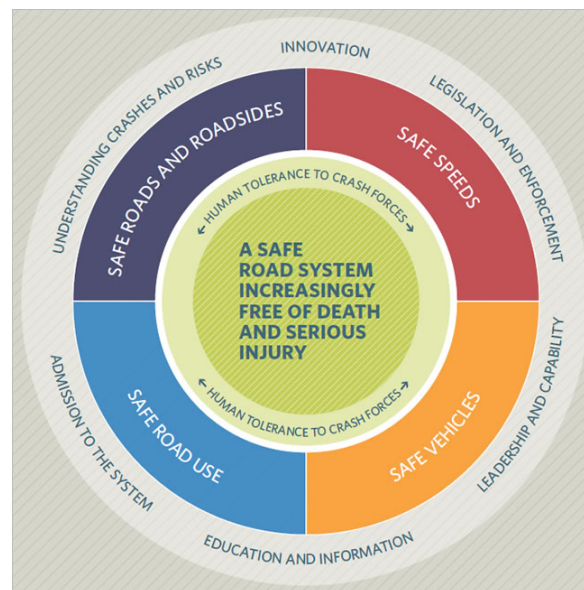 INNOVATION
LEGISLATION AND ENFORCEMENT
LEADERSHIP AND CAPABILITY
EDUCATION AND INFORMATION
ADMISSION TO THE SYSTEM
UNDERSTANDING CRASHES AND RISKS
SAFE ROADS AND ROADSIDES
SAFE SPEEDS
SAFE VEHICLES
SAFE ROAD USE
HUMAN TOLERANCE TO CRASH FORCES
A SAFE
ROAD SYSTEM
INCREASINGLY
FREE OF DEATH
AND SERIOUS
INJURY
HUMAN TOLERANCE TO CRASH FORCES